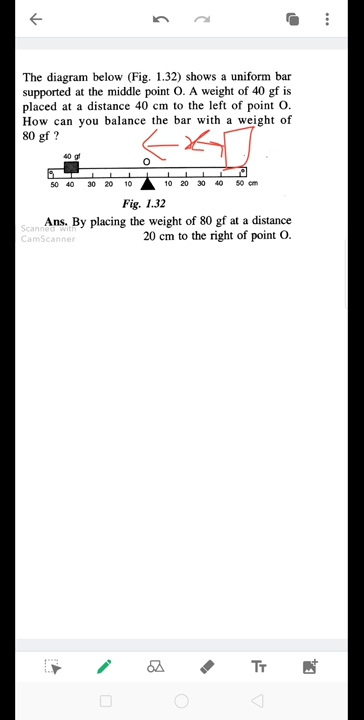 The diagram below (Fig. 1.32) shows a uniform bar
supported at the middle point O. A weight of 40 gf is
placed at a distance 40 cm to the left of point O.
How can you balance the bar with a weight of
80 gf ?
x
40 gf
O
50 40 30 20 10 10 20 30 40 50 cm
Fig. 1.32
Ans. By placing the weight of 80 gf at a distance
20 cm to the right of point O.
Scanned with
CamScanner
TT